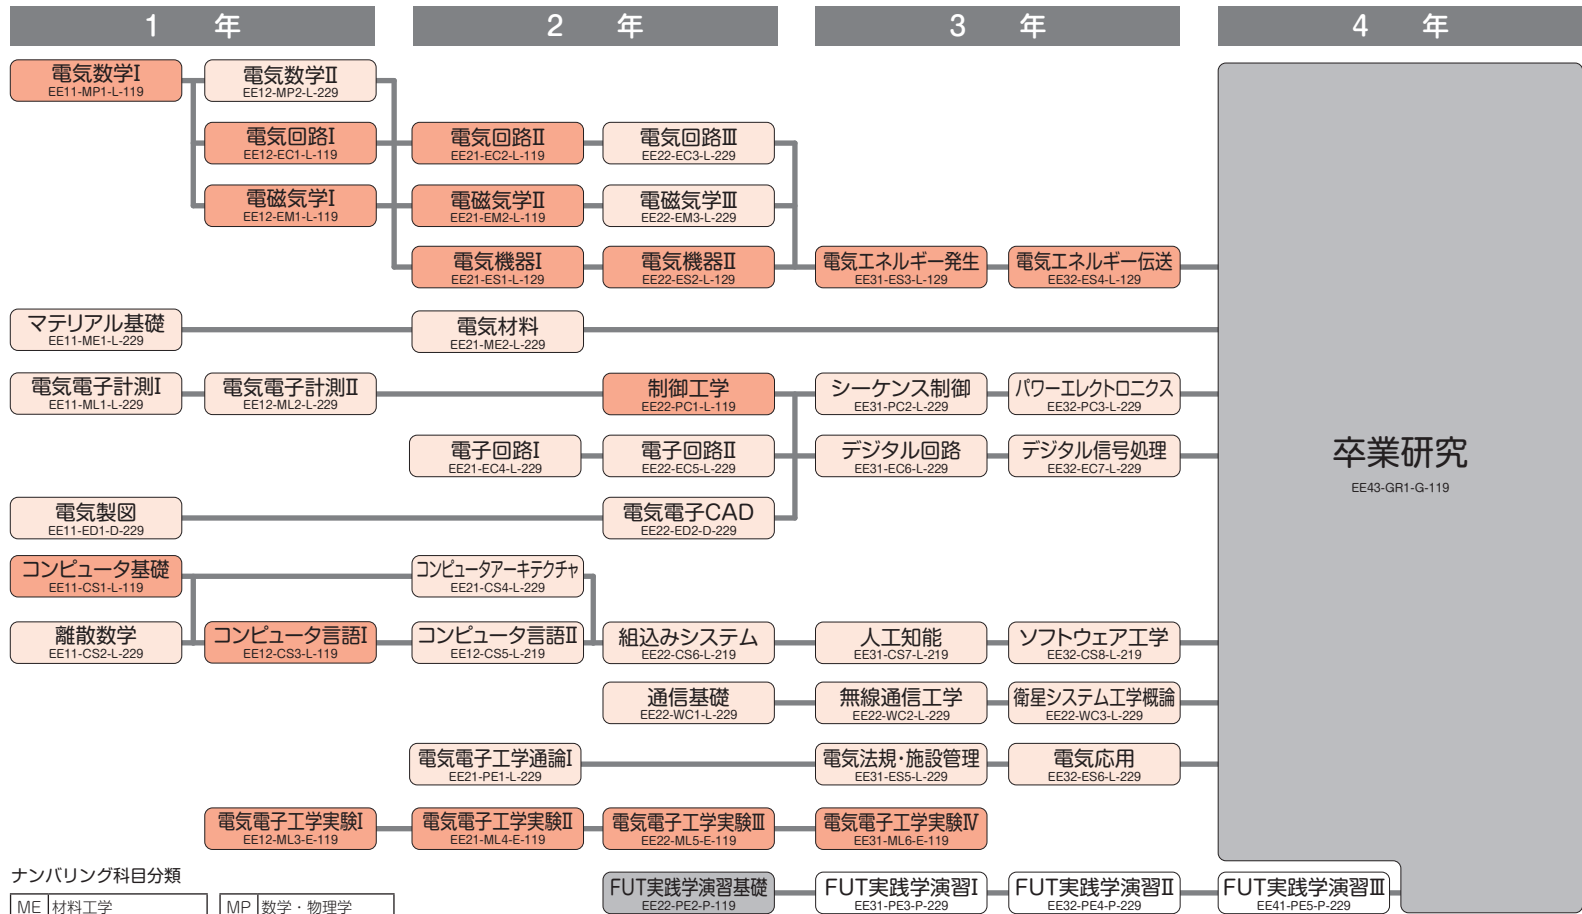 1 年
2 年
3 年
4 年
電気数学Ⅰ
EE11-MP1-L-119
電気数学Ⅱ
EE12-MP2-L-229
電気回路Ⅰ
EE12-EC1-L-119
電気回路Ⅱ
EE21-EC2-L-119
電気回路Ⅲ
EE22-EC3-L-229
電磁気学Ⅰ
EE12-EM1-L-119
電磁気学Ⅱ
EE21-EM2-L-119
電磁気学Ⅲ
EE22-EM3-L-229
電気機器Ⅰ
EE21-ES1-L-129
電気機器Ⅱ
EE22-ES2-L-129
電気エネルギー発生
EE31-ES3-L-129
電気エネルギー伝送
EE32-ES4-L-129
マテリアル基礎
EE11-ME1-L-229
電気材料
EE21-ME2-L-229
電気電子計測Ⅰ
EE11-ML1-L-229
電気電子計測Ⅱ
EE12-ML2-L-229
制御工学
EE22-PC1-L-119
シーケンス制御
EE31-PC2-L-229
パワーエレクトロニクス
EE32-PC3-L-229
電子回路Ⅰ
EE21-EC4-L-229
電子回路Ⅱ
EE22-EC5-L-229
デジタル回路
EE31-EC6-L-229
デジタル信号処理
EE32-EC7-L-229
卒業研究
EE43-GR1-G-119
電気製図
EE11-ED1-D-229
電気電子CAD
EE22-ED2-D-229
コンピュータ基礎
EE11-CS1-L-119
コンピュータアーキテクチャ
EE21-CS4-L-229
離散数学
EE11-CS2-L-229
コンピュータ言語Ⅰ
EE12-CS3-L-119
コンピュータ言語Ⅱ
EE12-CS5-L-219
組込みシステム
EE22-CS6-L-219
人工知能
EE31-CS7-L-219
ソフトウェア工学
EE32-CS8-L-219
通信基礎
EE22-WC1-L-229
無線通信工学
EE22-WC2-L-229
衛星システム工学概論
EE22-WC3-L-229
電気電子工学通論Ⅰ
EE21-PE1-L-229
電気法規・施設管理
EE31-ES5-L-229
電気応用
EE32-ES6-L-229
電気電子工学実験Ⅰ
EE12-ML3-E-119
電気電子工学実験Ⅱ
EE21-ML4-E-119
電気電子工学実験Ⅲ
EE22-ML5-E-119
電気電子工学実験Ⅳ
EE31-ML6-E-119
FUT実践学演習基礎
EE22-PE2-P-119
FUT実践学演習Ⅰ
EE31-PE3-P-229
FUT実践学演習Ⅱ
EE32-PE4-P-229
FUT実践学演習Ⅲ
EE41-PE5-P-229
ナンバリング科目分類
ME 材料工学
MP 数学・物理学